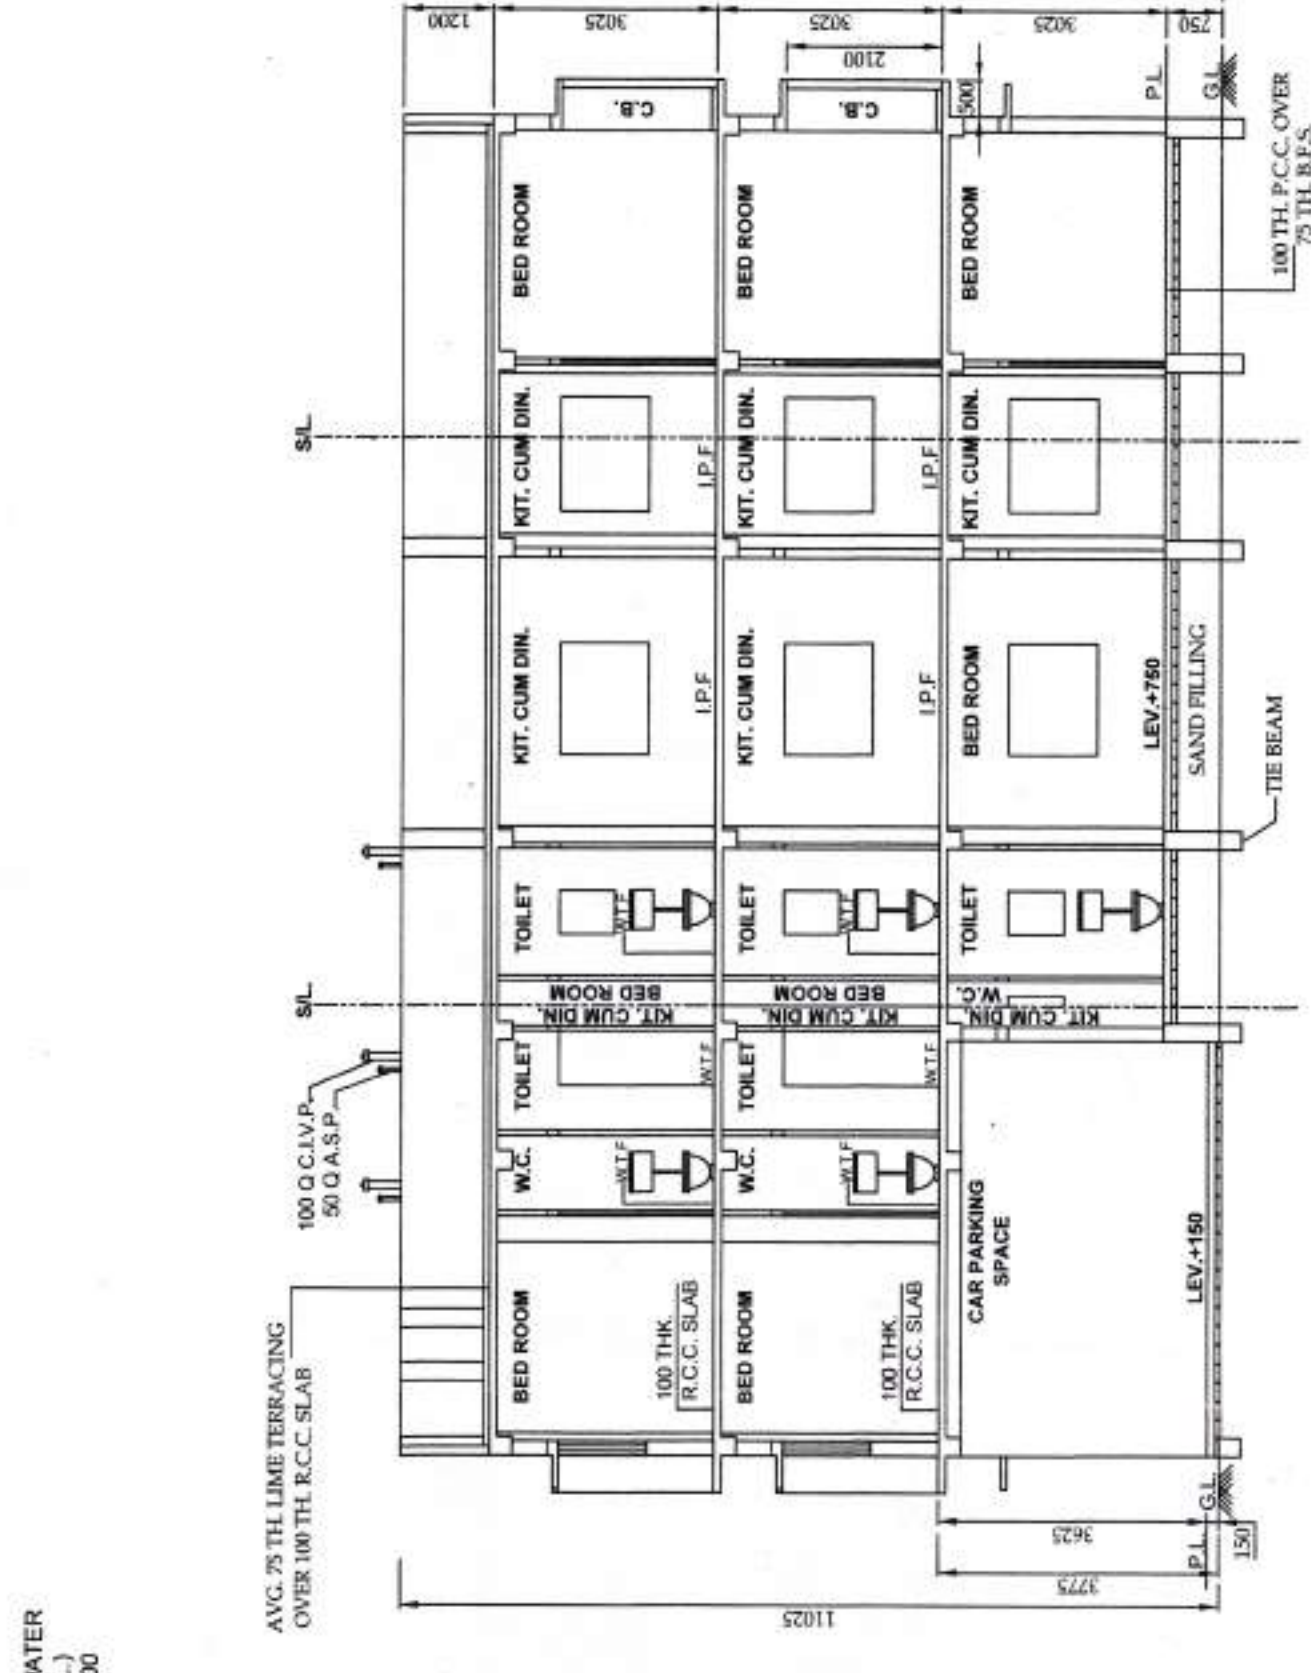 ATER
00
AVG. 75 TH. LIME TERRACING
OVER 100 TH. R.C.C. SLAB
100 Q C.I.V.P.
50 Q A.S.P.
S/L.
S/L.
1200
BED ROOM
W.C.
TOILET
KIT. CUM DIN.
BED ROOM
TOILET
KIT. CUM DIN.
KIT. CUM DIN.
BED ROOM
C.B.
3025
W.T.F
W.T.F
W.T.F
100 THK.
R.C.C. SLAB
I.P.F
I.P.F
BED ROOM
W.C.
TOILET
KIT. CUM DIN.
BED ROOM
TOILET
KIT. CUM DIN.
KIT. CUM DIN.
BED ROOM
C.B.
2100
3025
11025
W.T.F
W.T.F
W.T.F
100 THK.
R.C.C. SLAB
I.P.F
I.P.F
CAR PARKING
SPACE
KIT. CUM DIN.
W.C.
TOILET
BED ROOM
KIT. CUM DIN.
BED ROOM
500
3025
3775
3625
LEV.+750
P.L.
750
LEV.+150
SAND FILLING
P.L.
G.L.
G.L.
150
TIE BEAM
100 TH. P.C.C. OVER
75 TH. B.F.S.